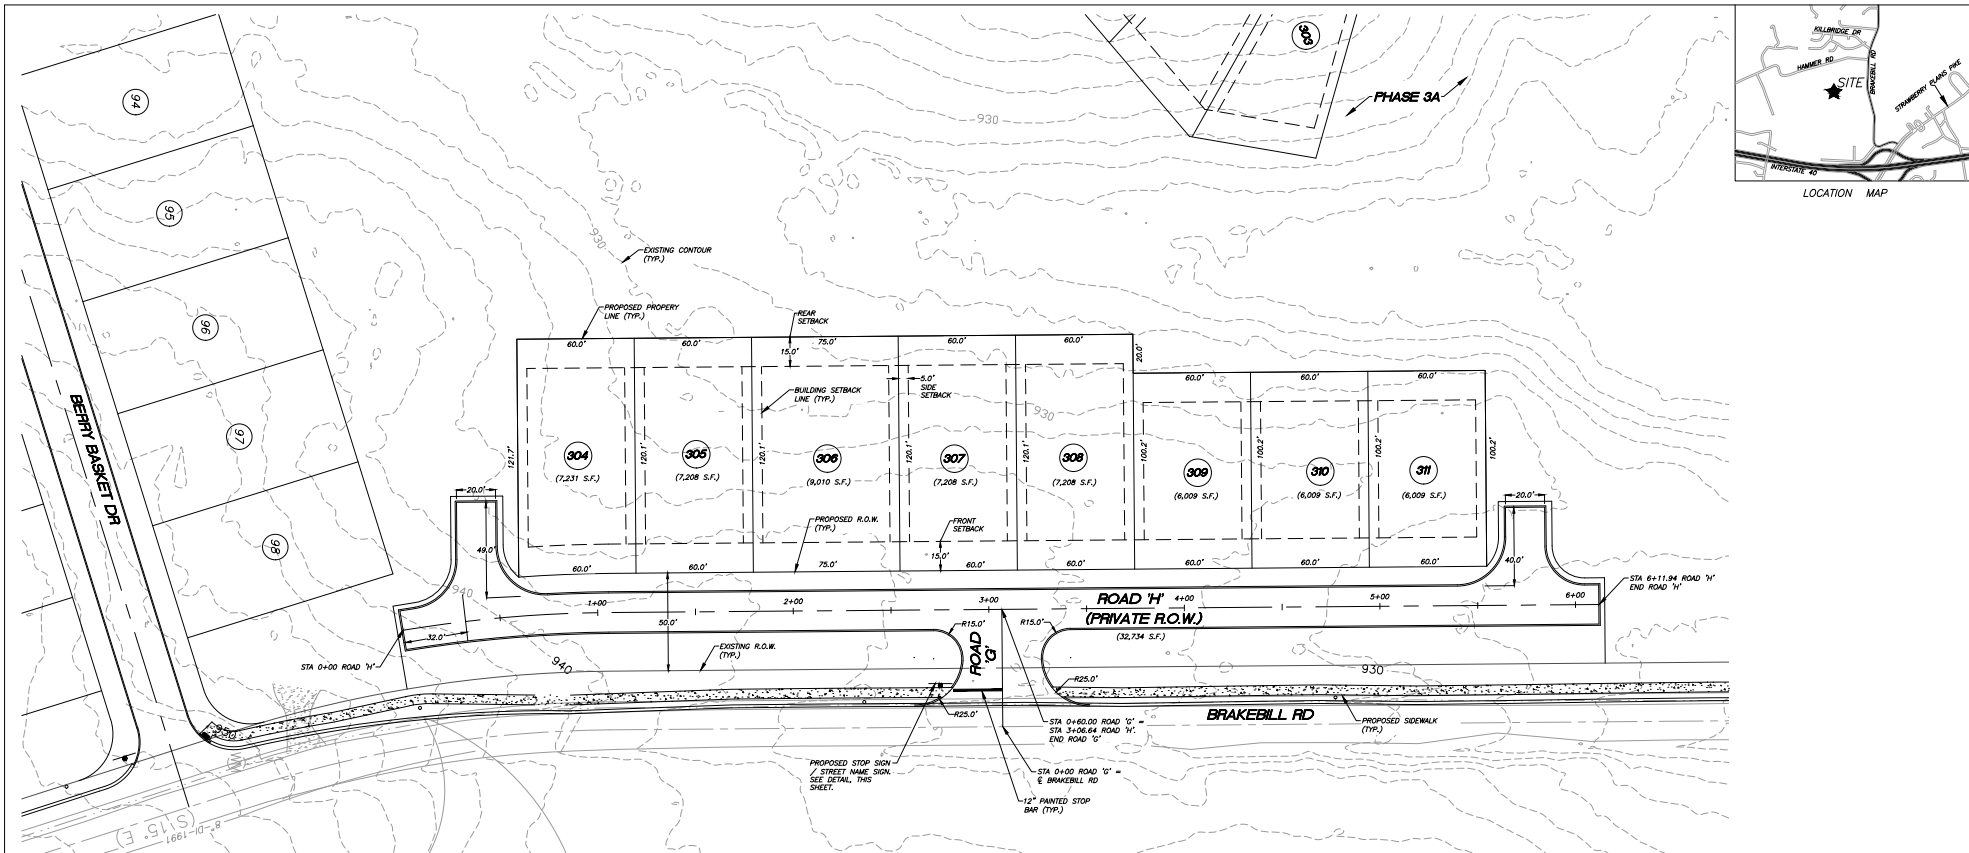 KILLBRIDGE DR
HAMMER RD
BRAKEBILL RD
SITE
STRAWBERRY PLAINS PIKE
INTERSTATE 40
LOCATION MAP
303
PHASE 3A
930
94
95
96
97
98
BERRY BASKET DR
930
EXISTING CONTOUR
(TYP.)
PROPOSED PROPERY
LINE (TYP.)
REAR
SETBACK
60.0'
60.0'
75.0'
60.0'
60.0'
15.0'
20.0'
60.0'
60.0'
60.0'
5.0'
SIDE
SETBACK
BUILDING SETBACK
LINE (TYP.)
930
121.7'
304
(7,231 S.F.)
120.1'
305
(7,208 S.F.)
120.1'
306
(9,010 S.F.)
120.1'
307
(7,208 S.F.)
120.1'
308
(7,208 S.F.)
100.2'
309
(6,009 S.F.)
100.2'
310
(6,009 S.F.)
100.2'
311
(6,009 S.F.)
100.2'
20.0'
20.0'
PROPOSED R.O.W.
(TYP.)
FRONT
SETBACK
15.0'
49.0'
40.0'
60.0'
60.0'
75.0'
60.0'
60.0'
60.0'
60.0'
60.0'
STA 6+11.94 ROAD 'H'
END ROAD 'H'
940
1+00
2+00
3+00
4+00
5+00
6+00
ROAD 'H'
(PRIVATE R.O.W.)
(32,734 S.F.)
50.0'
32.0'
R15.0'
R15.0'
ROAD
'G'
EXISTING R.O.W.
(TYP.)
STA 0+00 ROAD 'H'
940
930
R25.0'
R25.0'
BRAKEBILL RD
PROPOSED SIDEWALK
(TYP.)
STA 0+60.00 ROAD 'G' =
STA 3+06.64 ROAD 'H'.
END ROAD 'G'
PROPOSED STOP SIGN
/ STREET NAME SIGN.
SEE DETAIL, THIS
SHEET.
STA 0+00 ROAD 'G' =
℄ BRAKEBILL RD
12" PAINTED STOP
BAR (TYP.)
930
W
8"-DI-1991
(S\15° E)